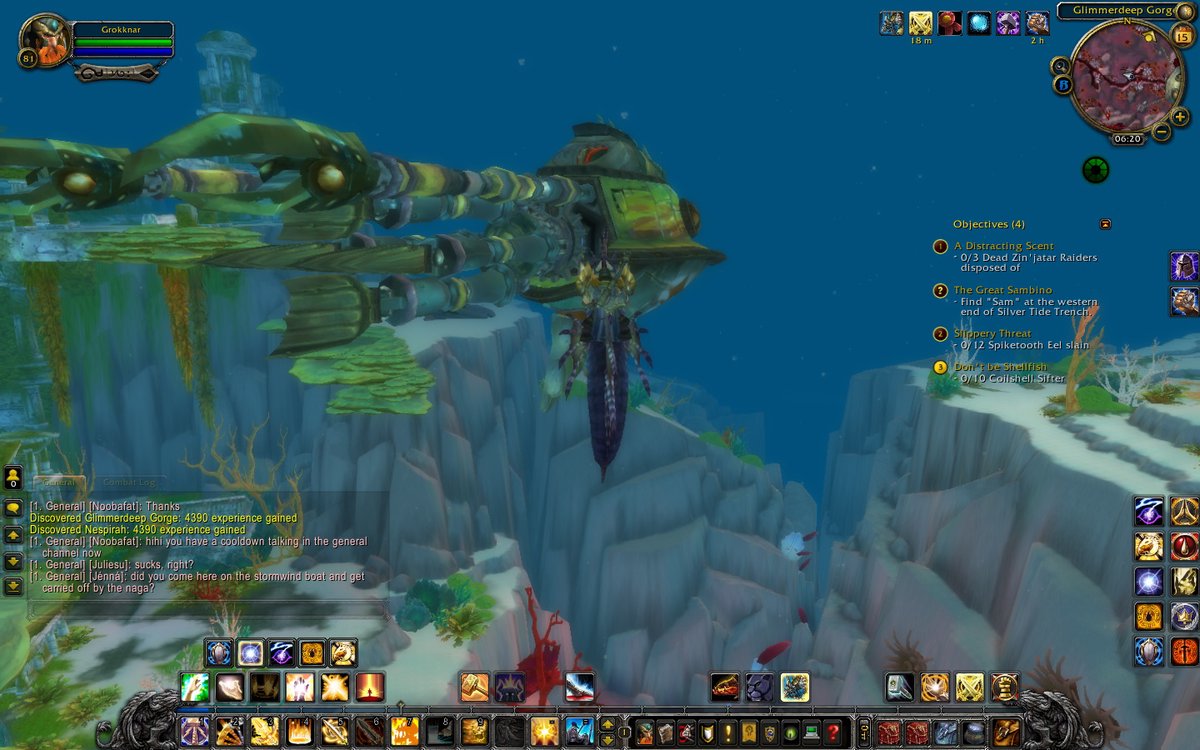 Grokknar
81
18 m
2 h
Glimmerdeep Gorge
N
15
06:20
Objectives (4)
1 A Distracting Scent
- 0/3 Dead Zin'jatar Raiders
disposed of
? The Great Sambino
- Find "Sam" at the western
end of Silver Tide Trench.
2 Slippery Threat
- 0/12 Spiketooth Eel slain
3 Don't be Shellfish
- 0/10 Coilshell Sifter
0
General
Combat Log
[1. General] [Noobafat]: Thanks
Discovered Glimmerdeep Gorge: 4390 experience gained
Discovered Nespirah: 4390 experience gained
[1. General] [Noobafat]: hihi you have a cooldown talking in the general
channel now
[1. General] [Juliesu]: sucks, right?
[1. General] [Jénná]: did you come here on the stormwind boat and get
carried off by the naga?